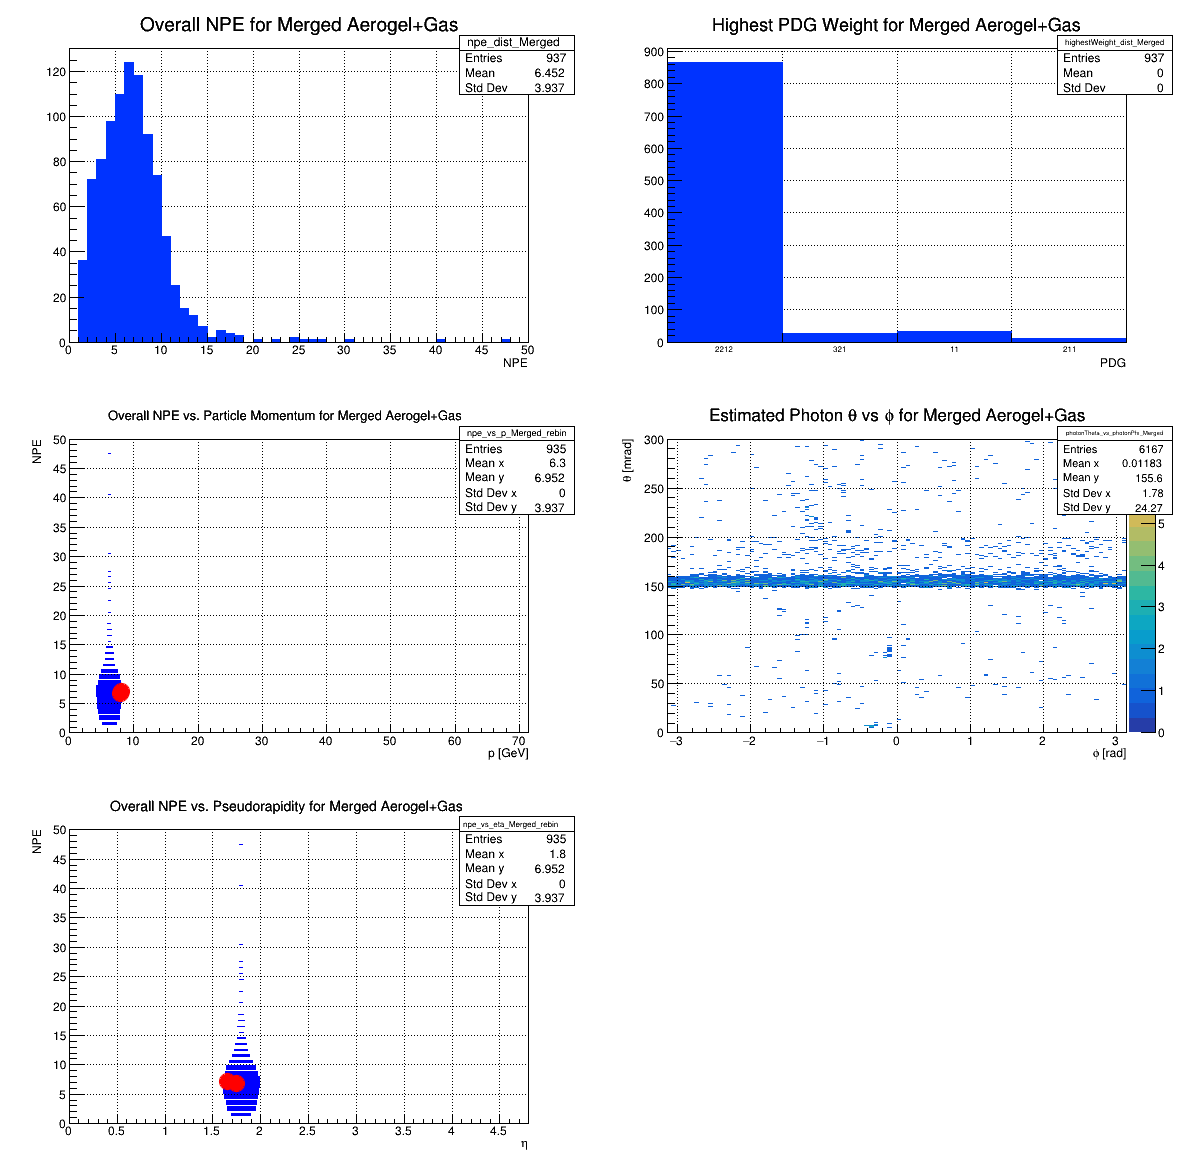 Overall NPE for Merged Aerogel+Gas
npe_dist_Merged
Entries 937
Mean 6.452
Std Dev 3.937
120
100
80
60
40
20
0
0 5 10 15 20 25 30 35 40 45 50
NPE
Highest PDG Weight for Merged Aerogel+Gas
highestWeight_dist_Merged
Entries 937
Mean 0
Std Dev 0
900
800
700
600
500
400
300
200
100
0
2212 321 11 211
PDG
Overall NPE vs. Particle Momentum for Merged Aerogel+Gas
npe_vs_p_Merged_rebin
Entries 935
Mean x 6.3
Mean y 6.952
Std Dev x 0
Std Dev y 3.937
NPE
50
45
40
35
30
25
20
15
10
5
0
0 10 20 30 40 50 60 70
p [GeV]
Estimated Photon θ vs ϕ for Merged Aerogel+Gas
photonTheta_vs_photonPhi_Merged
Entries 6167
Mean x 0.01183
Mean y 155.6
Std Dev x 1.78
Std Dev y 24.27
θ [mrad]
300
250
200
150
100
50
0
−3 −2 −1 0 1 2 3
ϕ [rad]
5
4
3
2
1
0
Overall NPE vs. Pseudorapidity for Merged Aerogel+Gas
npe_vs_eta_Merged_rebin
Entries 935
Mean x 1.8
Mean y 6.952
Std Dev x 0
Std Dev y 3.937
NPE
50
45
40
35
30
25
20
15
10
5
0
0 0.5 1 1.5 2 2.5 3 3.5 4 4.5
η